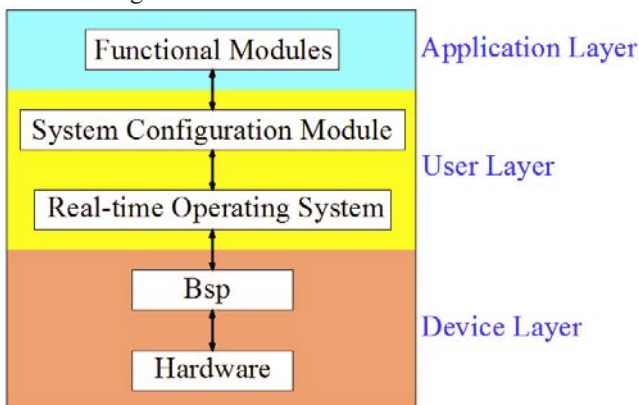 Functional Modules
Application Layer
System Configuration Module
User Layer
Real-time Operating System
Bsp
Device Layer
Hardware